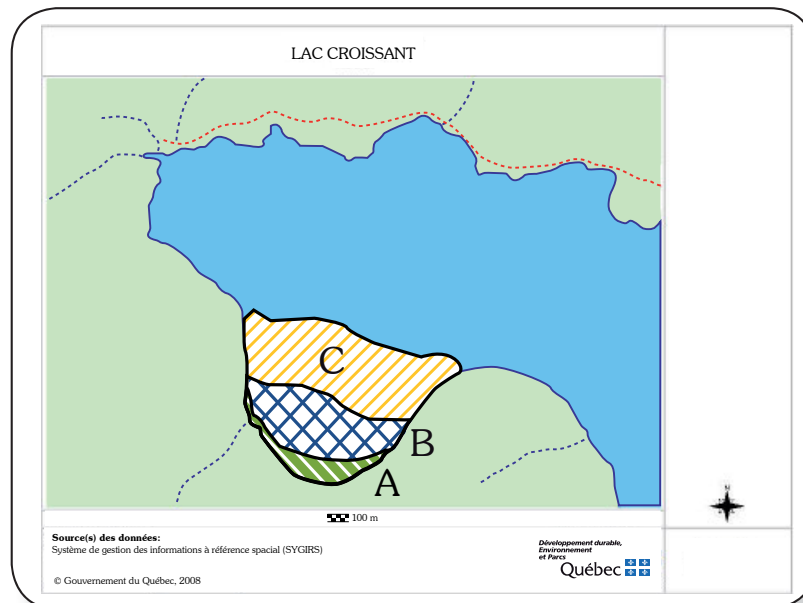 LAC CROISSANT
C
B
A
N
100 m
Source(s) des données:
Système de gestion des informations à référence spacial (SYGIRS)
© Gouvernement du Québec, 2008
Développement durable,
Environnement
et Parcs
Québec